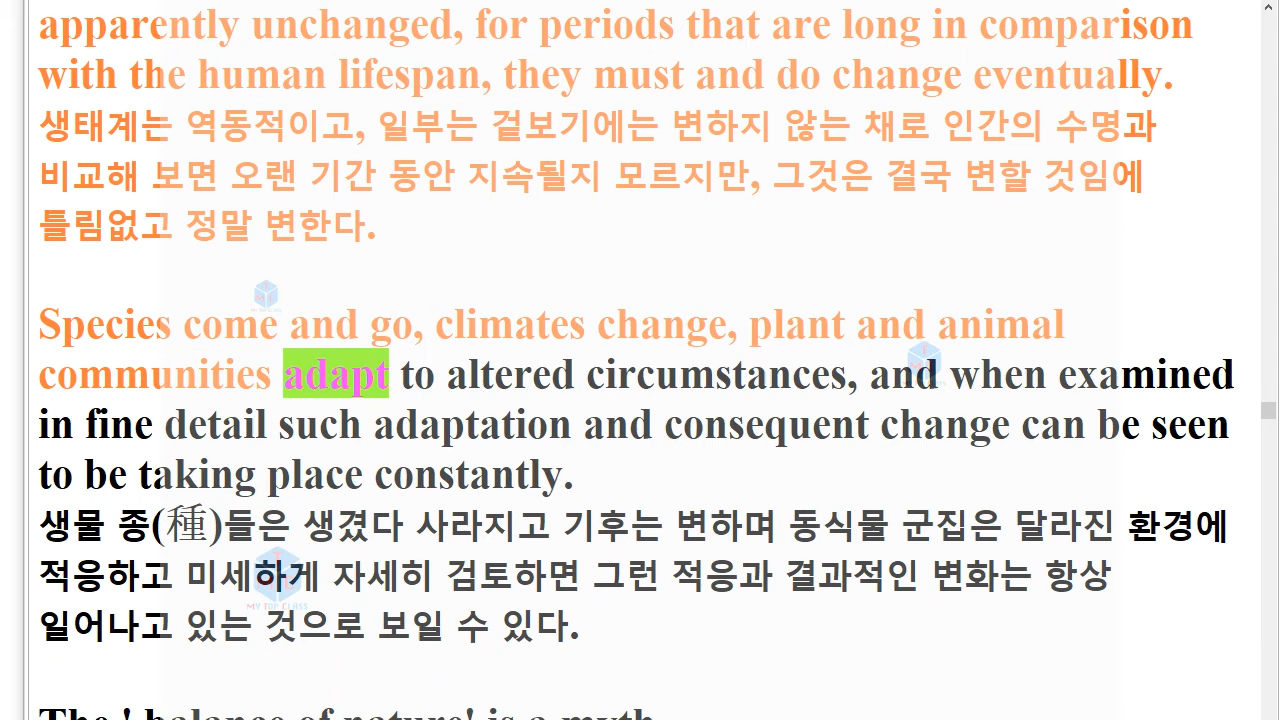 apparently unchanged, for periods that are long in comparison
with the human lifespan, they must and do change eventually.
생태계는 역동적이고, 일부는 겉보기에는 변하지 않는 채로 인간의 수명과
비교해 보면 오랜 기간 동안 지속될지 모르지만, 그것은 결국 변할 것임에
틀림없고 정말 변한다.
Species come and go, climates change, plant and animal
communities adapt to altered circumstances, and when examined
in fine detail such adaptation and consequent change can be seen
to be taking place constantly.
생물 종(種)들은 생겼다 사라지고 기후는 변하며 동식물 군집은 달라진 환경에
적응하고 미세하게 자세히 검토하면 그런 적응과 결과적인 변화는 항상
일어나고 있는 것으로 보일 수 있다.
MY TOP CLASS
The ' balance of nature' is a myth.